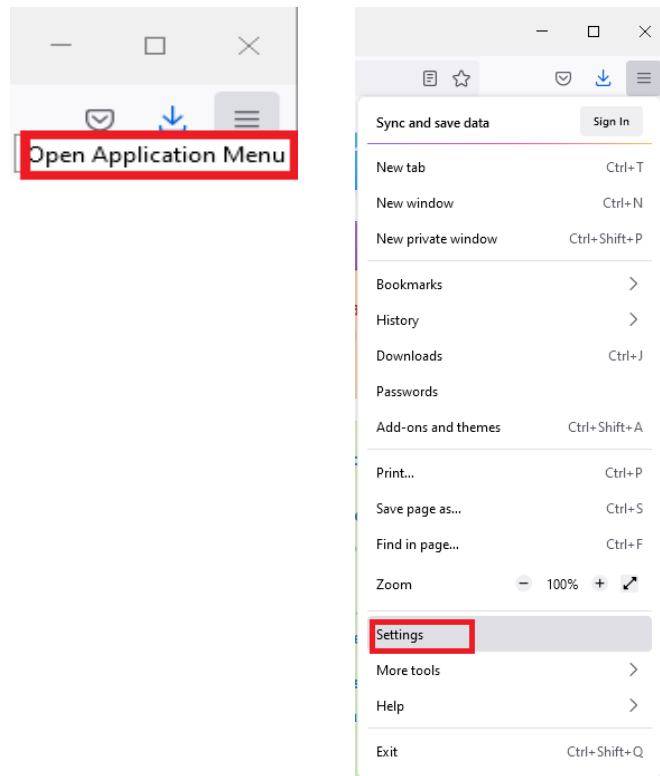 Open Application Menu
Sync and save data Sign In
New tab Ctrl+T
New window Ctrl+N
New private window Ctrl+Shift+P
Bookmarks
History
Downloads Ctrl+J
Passwords
Add-ons and themes Ctrl+Shift+A
Print... Ctrl+P
Save page as... Ctrl+S
Find in page... Ctrl+F
Zoom − 100% +
Settings
More tools
Help
Exit Ctrl+Shift+Q